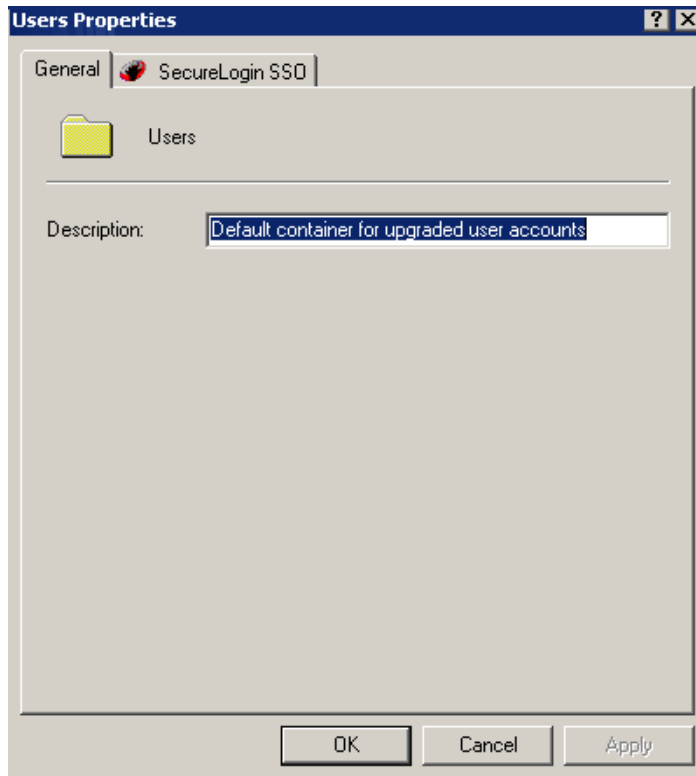 Users Properties
General SecureLogin SSO
Users
Description: Default container for upgraded user accounts
OK Cancel Apply